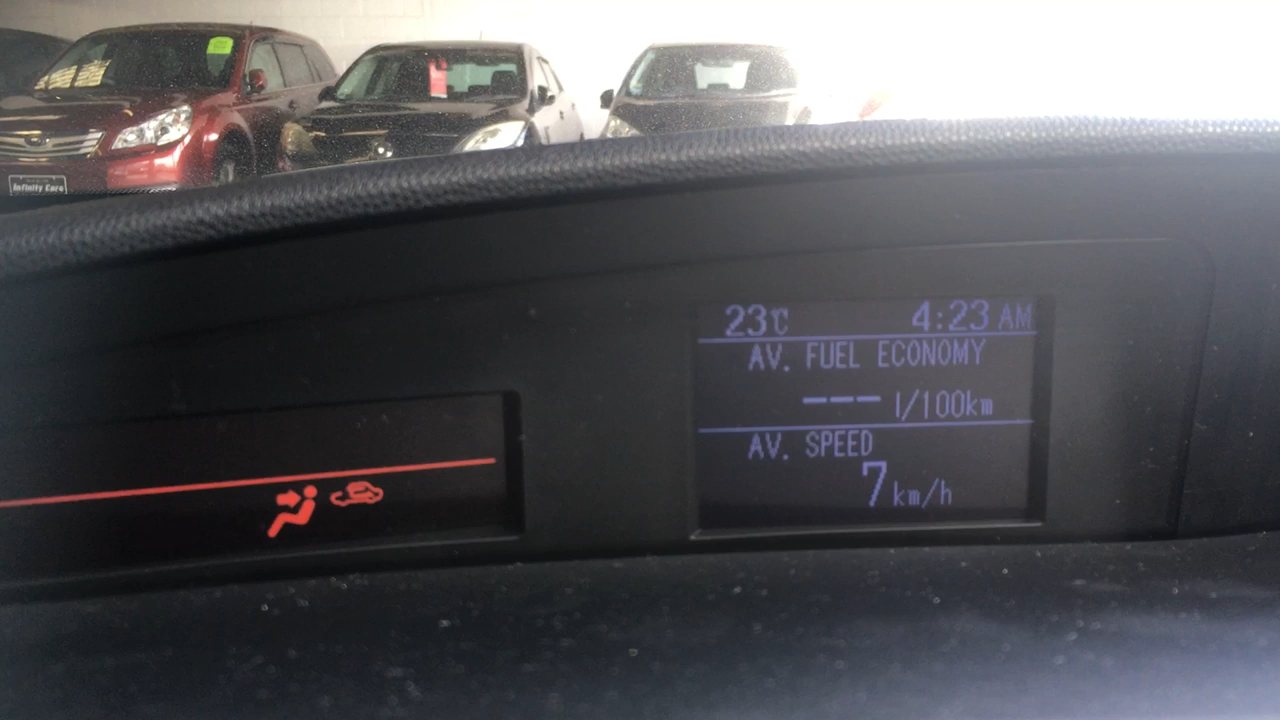 Infinity Cars
23℃ 4:23 AM
AV. FUEL ECONOMY
--- l/100km
AV. SPEED
7 km/h